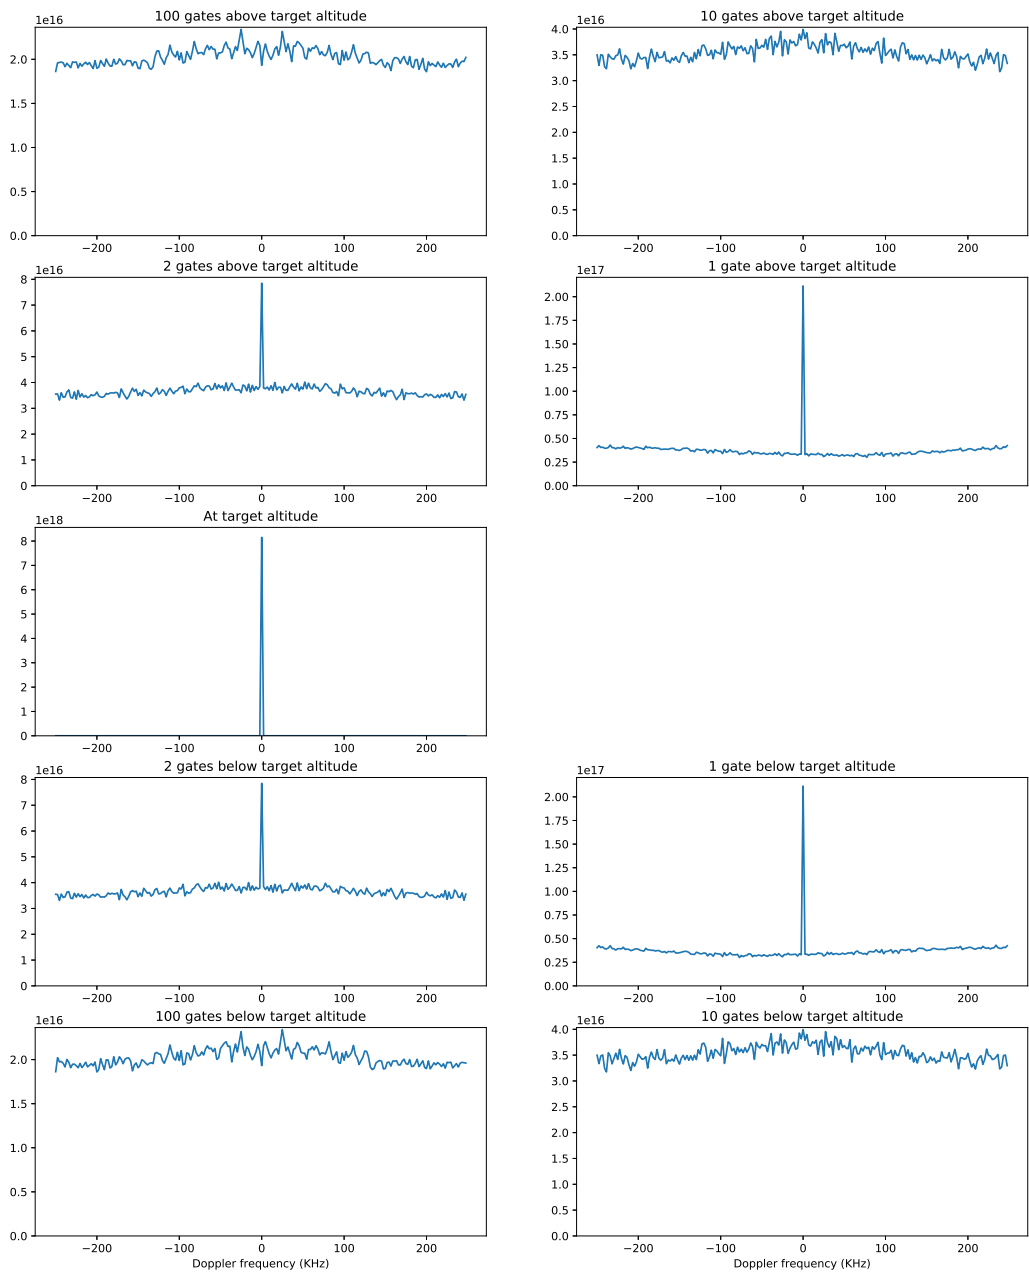 100 gates above target altitude
1e16
2.0
1.5
1.0
0.5
0.0
−200 −100 0 100 200
10 gates above target altitude
1e16
4.0
3.5
3.0
2.5
2.0
1.5
1.0
0.5
0.0
−200 −100 0 100 200
2 gates above target altitude
1e16
8
7
6
5
4
3
2
1
0
−200 −100 0 100 200
1 gate above target altitude
1e17
2.00
1.75
1.50
1.25
1.00
0.75
0.50
0.25
0.00
−200 −100 0 100 200
At target altitude
1e18
8
7
6
5
4
3
2
1
0
−200 −100 0 100 200
2 gates below target altitude
1e16
8
7
6
5
4
3
2
1
0
−200 −100 0 100 200
1 gate below target altitude
1e17
2.00
1.75
1.50
1.25
1.00
0.75
0.50
0.25
0.00
−200 −100 0 100 200
100 gates below target altitude
1e16
2.0
1.5
1.0
0.5
0.0
−200 −100 0 100 200
Doppler frequency (KHz)
10 gates below target altitude
1e16
4.0
3.5
3.0
2.5
2.0
1.5
1.0
0.5
0.0
−200 −100 0 100 200
Doppler frequency (KHz)